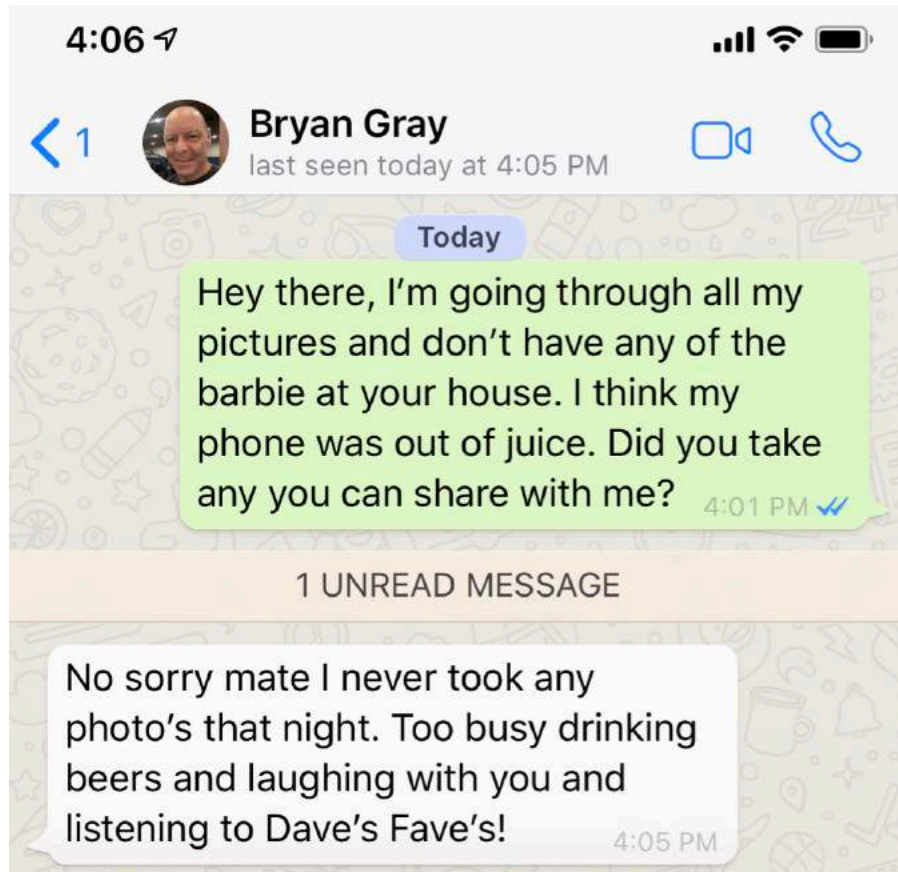 4:06
1
Bryan Gray
last seen today at 4:05 PM
Today
Hey there, I’m going through all my
pictures and don’t have any of the
barbie at your house. I think my
phone was out of juice. Did you take
any you can share with me?
4:01 PM
1 UNREAD MESSAGE
No sorry mate I never took any
photo’s that night. Too busy drinking
beers and laughing with you and
listening to Dave’s Fave’s!
4:05 PM